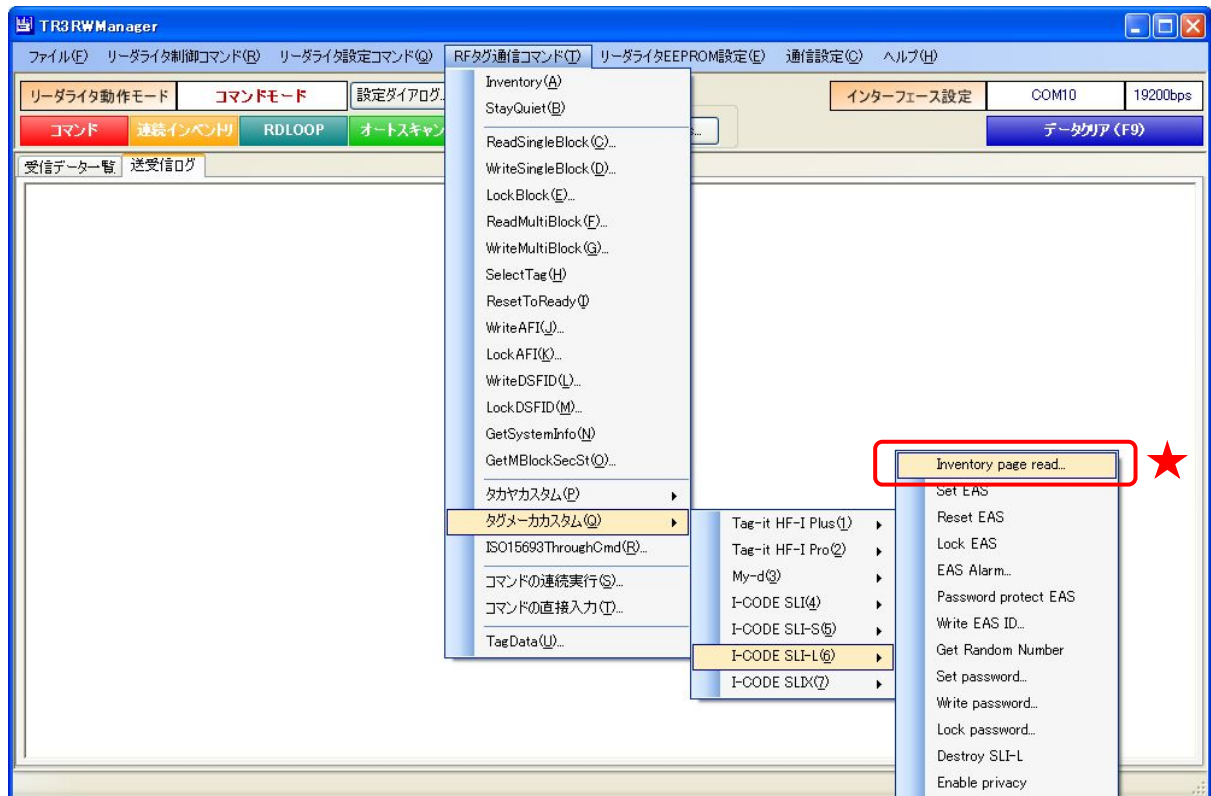 TR3RWManager
ファイル(F) リーダライタ制御コマンド(R) リーダライタ設定コマンド(Q) RFタグ通信コマンド(T) リーダライタEEPROM設定(E) 通信設定(C) ヘルプ(H)
リーダライタ動作モード コマンドモード 設定ダイアログ... インターフェース設定 COM10 19200bps
コマンド 連続インベントリ RDLOOP オートスキャン データクリア(F9)
受信データ一覧 送受信ログ
Inventory(A)
StayQuiet(B)
ReadSingleBlock(C)...
WriteSingleBlock(D)...
LockBlock(E)...
ReadMultiBlock(F)...
WriteMultiBlock(G)...
SelectTag(H)
ResetToReady(I)
WriteAFI(J)...
LockAFI(K)...
WriteDSFID(L)...
LockDSFID(M)...
GetSystemInfo(N)
GetMBlockSecSt(O)...
タカヤカスタム(P)
タグメーカカスタム(Q)
ISO15693ThroughCmd(R)...
コマンドの連続実行(S)...
コマンドの直接入力(T)...
TagData(U)...
Tag-it HF-I Plus(1)
Tag-it HF-I Pro(2)
My-d(3)
I-CODE SLI(4)
I-CODE SLI-S(5)
I-CODE SLI-L(6)
I-CODE SLIX(7)
Inventory page read...
Set EAS
Reset EAS
Lock EAS
EAS Alarm...
Password protect EAS
Write EAS ID...
Get Random Number
Set password...
Write password...
Lock password...
Destroy SLI-L
Enable privacy